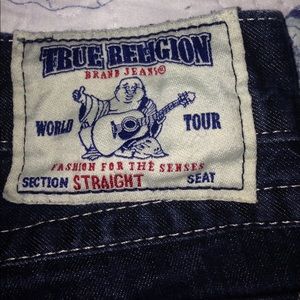 TRUE RELIGION
BRAND JEANS®
WORLD TOUR
FASHION FOR THE SENSES
SECTION STRAIGHT SEAT